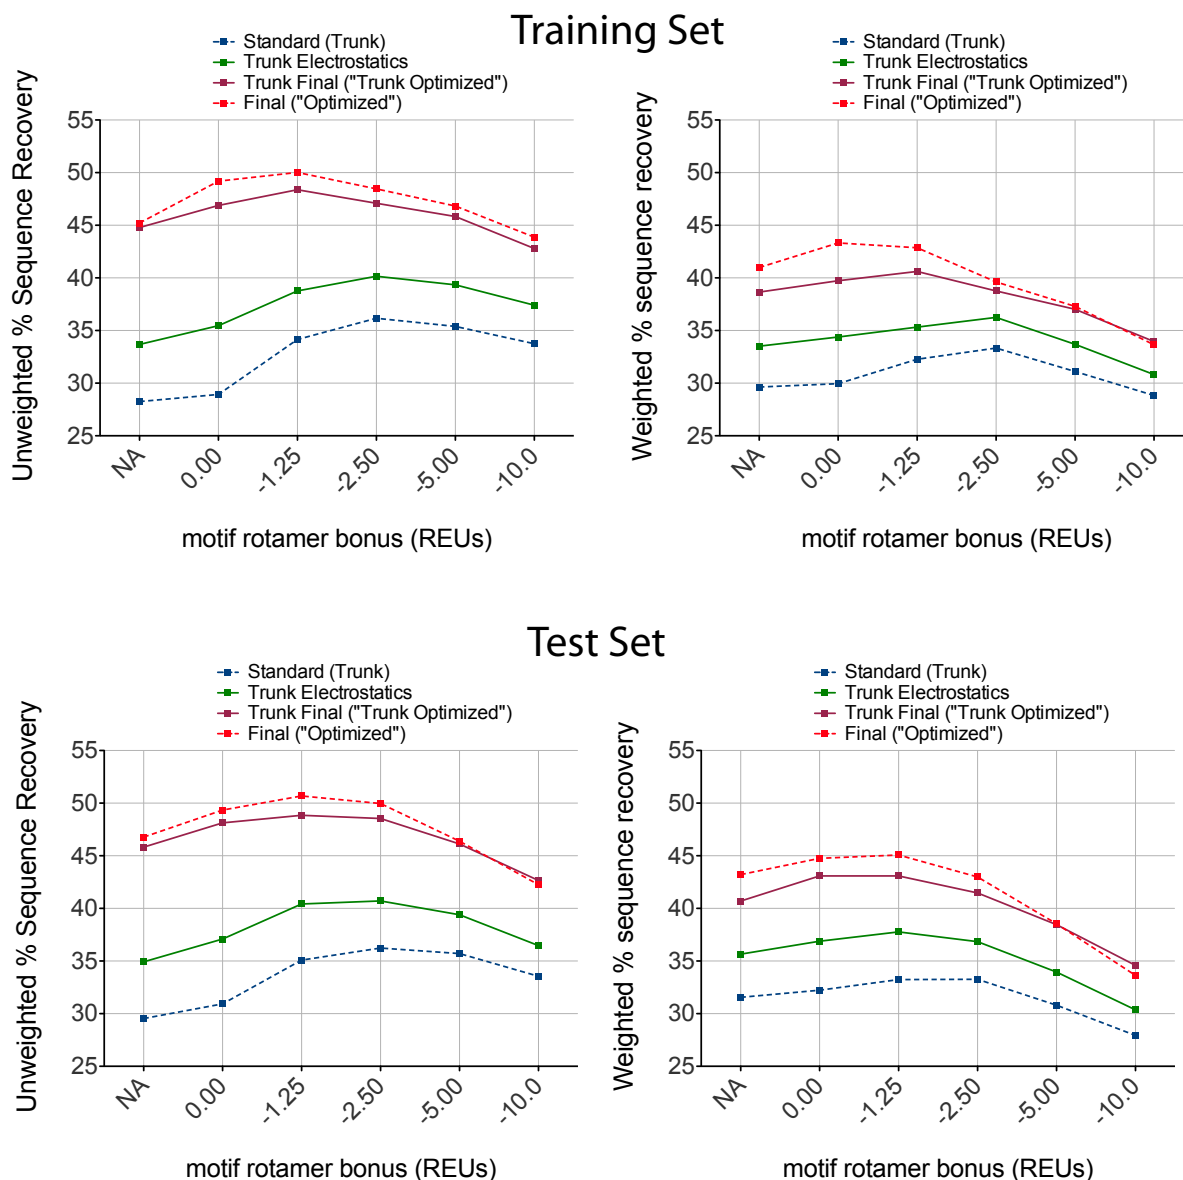 Training Set
Standard (Trunk)
Trunk Electrostatics
Trunk Final ("Trunk Optimized")
Final ("Optimized")
Unweighted % Sequence Recovery
55
50
45
40
35
30
25
NA
0.00
-1.25
-2.50
-5.00
-10.0
motif rotamer bonus (REUs)
Standard (Trunk)
Trunk Electrostatics
Trunk Final ("Trunk Optimized")
Final ("Optimized")
Weighted % sequence recovery
55
50
45
40
35
30
25
NA
0.00
-1.25
-2.50
-5.00
-10.0
motif rotamer bonus (REUs)
Test Set
Standard (Trunk)
Trunk Electrostatics
Trunk Final ("Trunk Optimized")
Final ("Optimized")
Unweighted % Sequence Recovery
55
50
45
40
35
30
25
NA
0.00
-1.25
-2.50
-5.00
-10.0
motif rotamer bonus (REUs)
Standard (Trunk)
Trunk Electrostatics
Trunk Final ("Trunk Optimized")
Final ("Optimized")
Weighted % sequence recovery
55
50
45
40
35
30
25
NA
0.00
-1.25
-2.50
-5.00
-10.0
motif rotamer bonus (REUs)